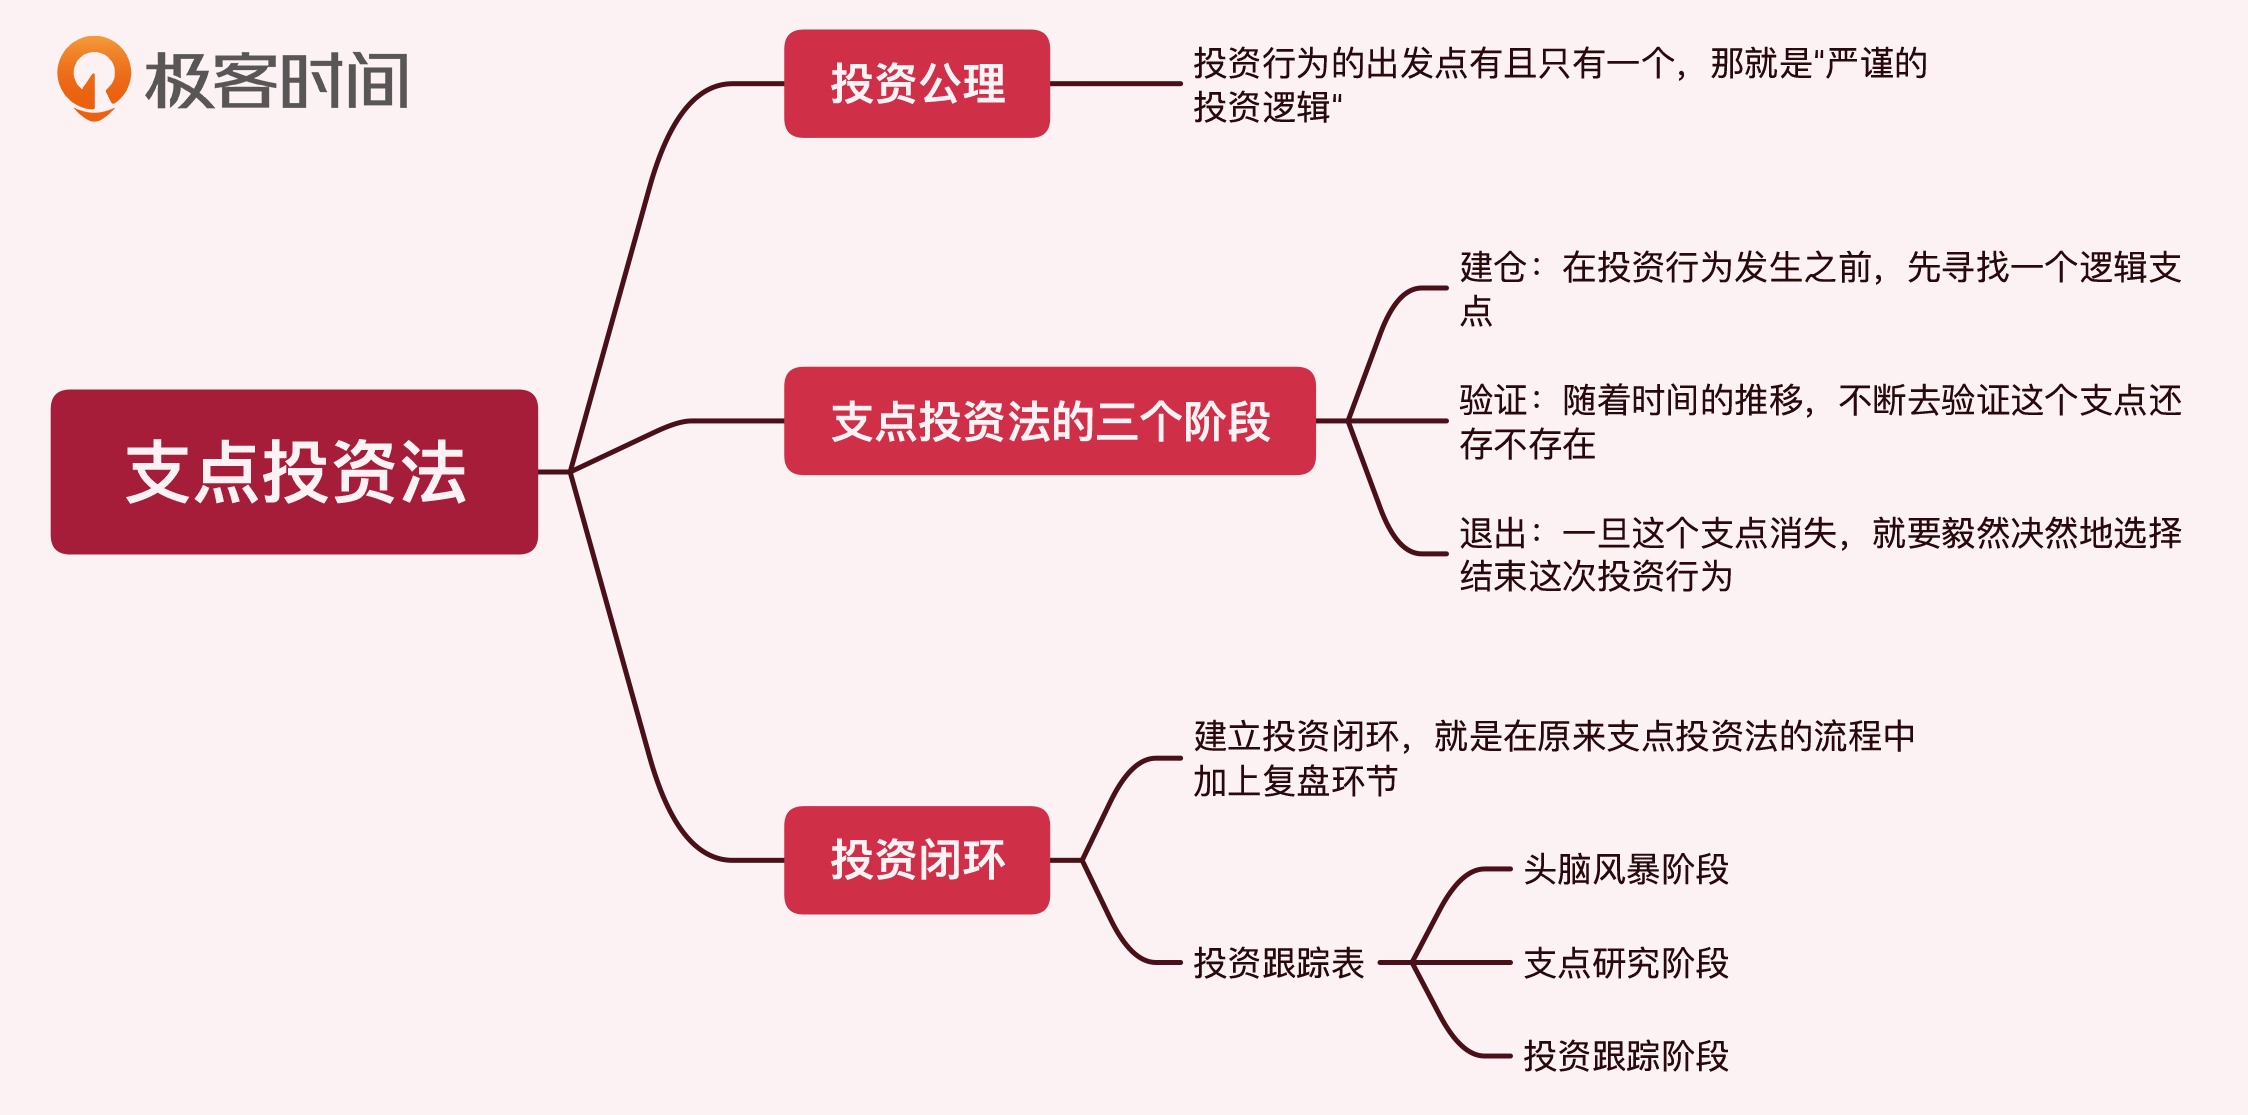 极客时间
投资公理
投资行为的出发点有且只有一个，那就是"严谨的
投资逻辑"
支点投资法
支点投资法的三个阶段
建仓：在投资行为发生之前，先寻找一个逻辑支
点
验证：随着时间的推移，不断去验证这个支点还
存不存在
退出：一旦这个支点消失，就要毅然决然地选择
结束这次投资行为
投资闭环
建立投资闭环，就是在原来支点投资法的流程中
加上复盘环节
投资跟踪表
头脑风暴阶段
支点研究阶段
投资跟踪阶段